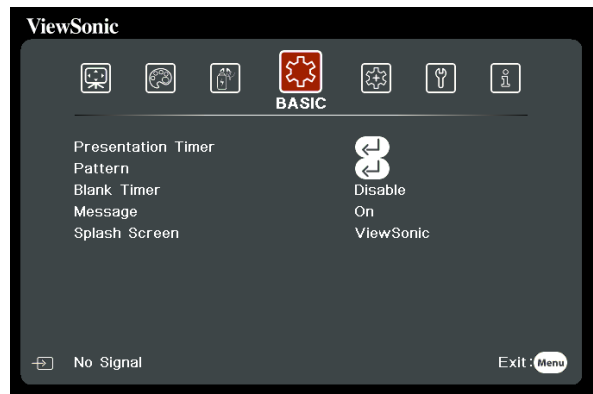 ViewSonic
BASIC
Presentation Timer
Pattern
Blank Timer Disable
Message On
Splash Screen ViewSonic
No Signal Exit: Menu